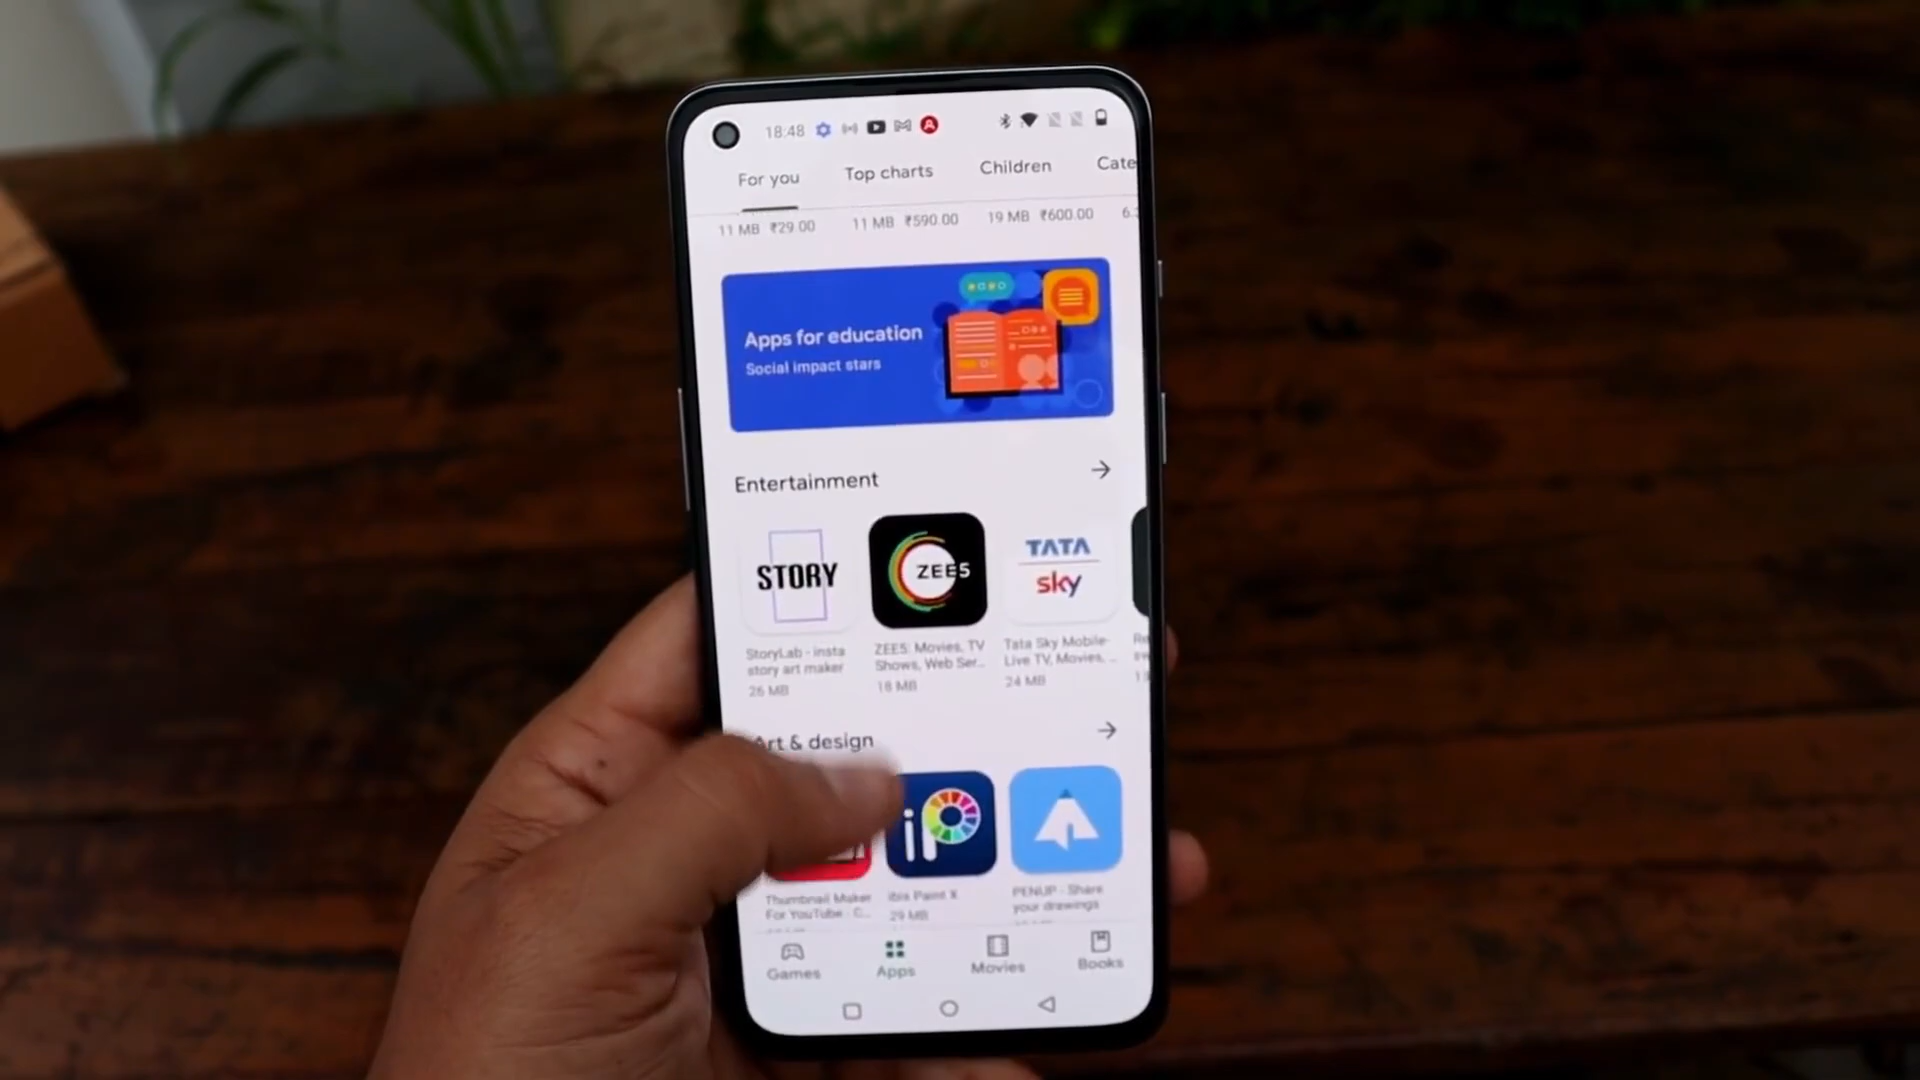 18:48
For you Top charts Children Cate
11 MB ₹29.00 11 MB ₹590.00 19 MB ₹600.00 6.
Apps for education
Social impact stars
Entertainment
STORY ZEE5 TATA
sky
StoryLab - insta ZEE5: Movies, TV Tata Sky Mobile-
story art maker Shows, Web Ser... Live TV, Movies, ...
26 MB 18 MB 24 MB
Art & design
iP
Thumbnail Maker ibis Paint X PENUP - Share
For YouTube - C... 29 MB your drawings
Games Apps Movies Books